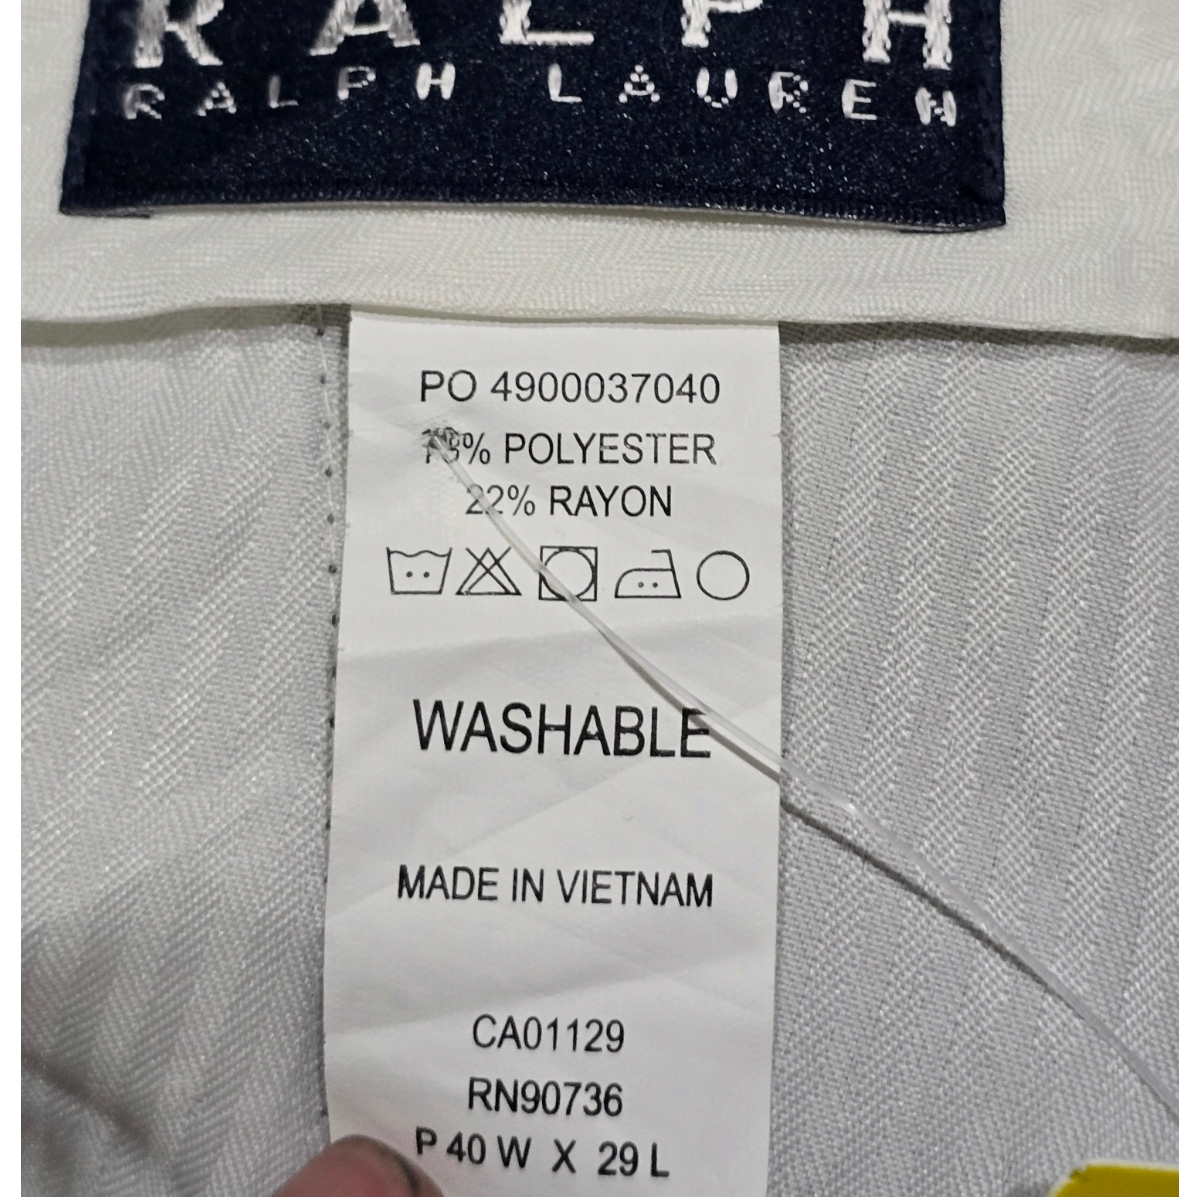 RALPH
RALPH LAUREN
PO 4900037040
% POLYESTER
22% RAYON
WASHABLE
MADE IN VIETNAM
CA01129
RN90736
P 40 W X 29 L